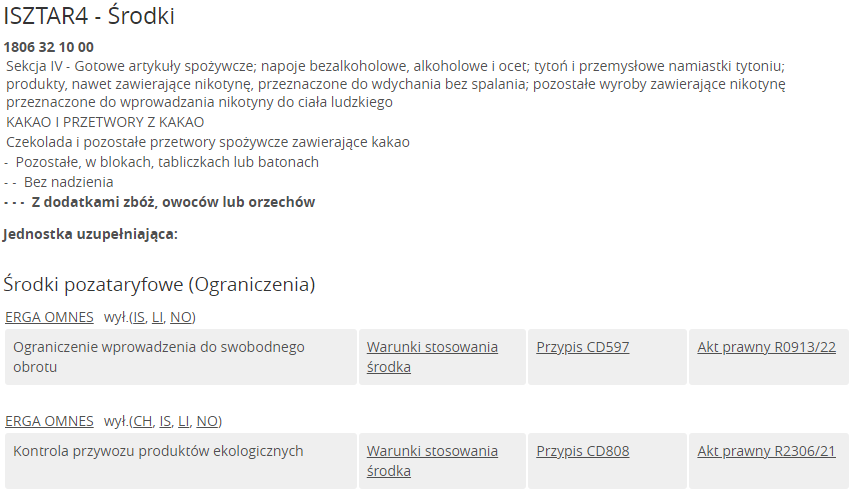 ISZTAR4 - Środki
1806 32 10 00
Sekcja IV - Gotowe artykuły spożywcze; napoje bezalkoholowe, alkoholowe i ocet; tytoń i przemysłowe namiastki tytoniu;
produkty, nawet zawierające nikotynę, przeznaczone do wdychania bez spalania; pozostałe wyroby zawierające nikotynę
przeznaczone do wprowadzania nikotyny do ciała ludzkiego
KAKAO I PRZETWORY Z KAKAO
Czekolada i pozostałe przetwory spożywcze zawierające kakao
- Pozostałe, w blokach, tabliczkach lub batonach
- - Bez nadzienia
- - - Z dodatkami zbóż, owoców lub orzechów
Jednostka uzupełniająca:
Środki pozataryfowe (Ograniczenia)
ERGA OMNES wył.(IS, LI, NO)
Ograniczenie wprowadzenia do swobodnego
obrotu
Warunki stosowania
środka
Przypis CD597
Akt prawny R0913/22
ERGA OMNES wył.(CH, IS, LI, NO)
Kontrola przywozu produktów ekologicznych
Warunki stosowania
środka
Przypis CD808
Akt prawny R2306/21